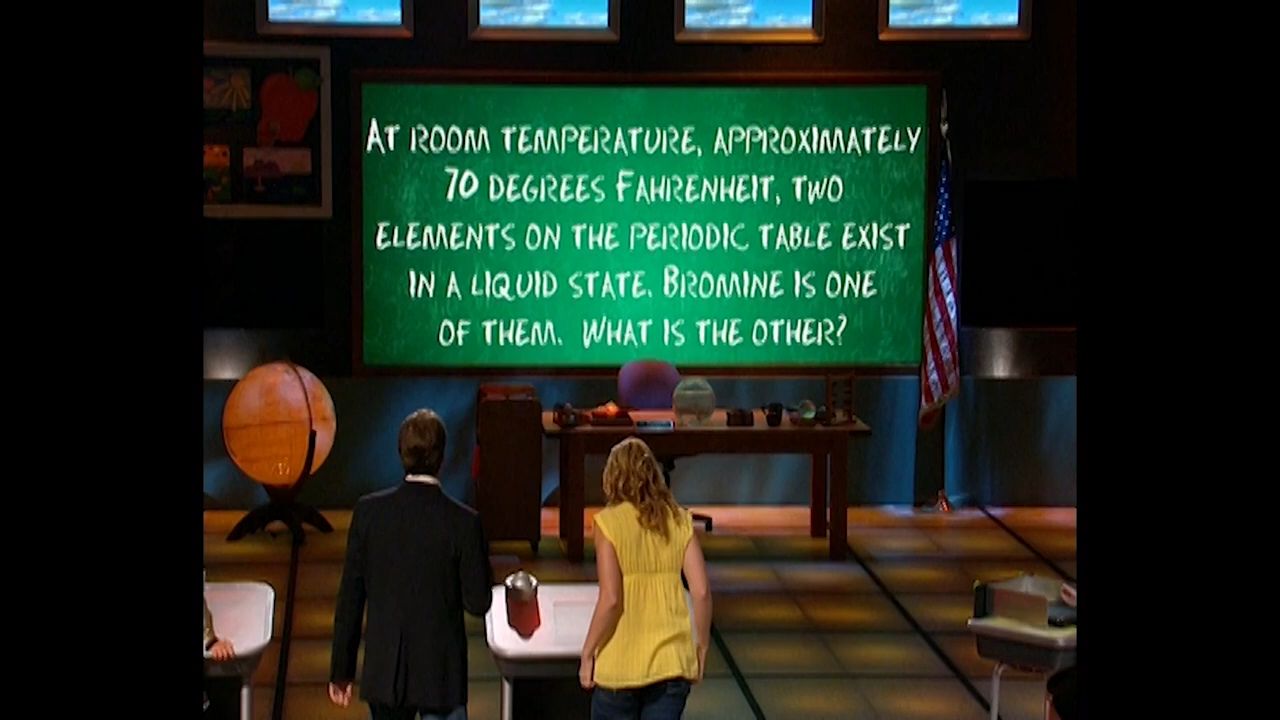 At room temperature, approximately
70 degrees Fahrenheit, two
elements on the periodic table exist
in a liquid state. Bromine is one
of them. What is the other?